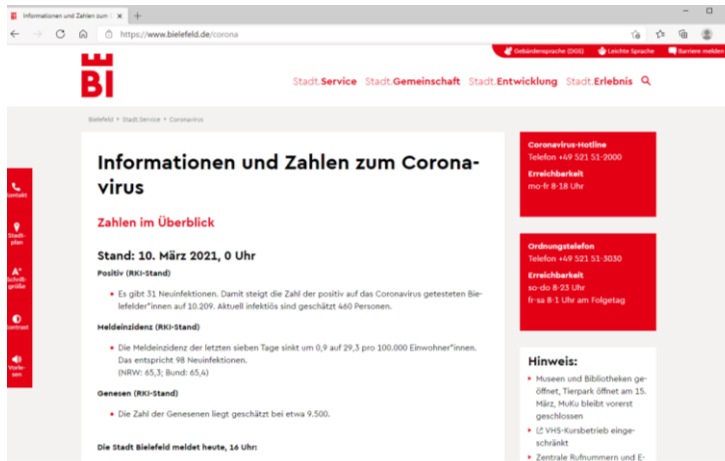 Informationen und Zahlen zum C
https://www.bielefeld.de/corona
Gebärdensprache (DGS) Leichte Sprache Barriere melden
BI
Stadt.Service Stadt.Gemeinschaft Stadt.Entwicklung Stadt.Erlebnis
Bielefeld Stadt.Service Coronavirus
Informationen und Zahlen zum Corona-
virus
Zahlen im Überblick
Stand: 10. März 2021, 0 Uhr
Positiv (RKI-Stand)
Es gibt 31 Neuinfektionen. Damit steigt die Zahl der positiv auf das Coronavirus getesteten Bie-
lefelder*innen auf 10.209. Aktuell infektiös sind geschätzt 460 Personen.
Meldeinzidenz (RKI-Stand)
Die Meldeinzidenz der letzten sieben Tage sinkt um 0,9 auf 29,3 pro 100.000 Einwohner*innen.
Das entspricht 98 Neuinfektionen.
(NRW: 65,3; Bund: 65,4)
Genesen (RKI-Stand)
Die Zahl der Genesenen liegt geschätzt bei etwa 9.500.
Die Stadt Bielefeld meldet heute, 16 Uhr:
Kontakt
Stadt-
plan
Schrift-
größe
Kontrast
Vorle-
sen
Coronavirus-Hotline
Telefon +49 521 51-2000
Erreichbarkeit
mo-fr 8-18 Uhr
Ordnungstelefon
Telefon +49 521 51-3030
Erreichbarkeit
so-do 8-23 Uhr
fr-sa 8-1 Uhr am Folgetag
Hinweis:
Museen und Bibliotheken ge-
öffnet, Tierpark öffnet am 15.
März, MuKu bleibt vorerst
geschlossen
VHS-Kursbetrieb einge-
schränkt
Zentrale Rufnummern und E-